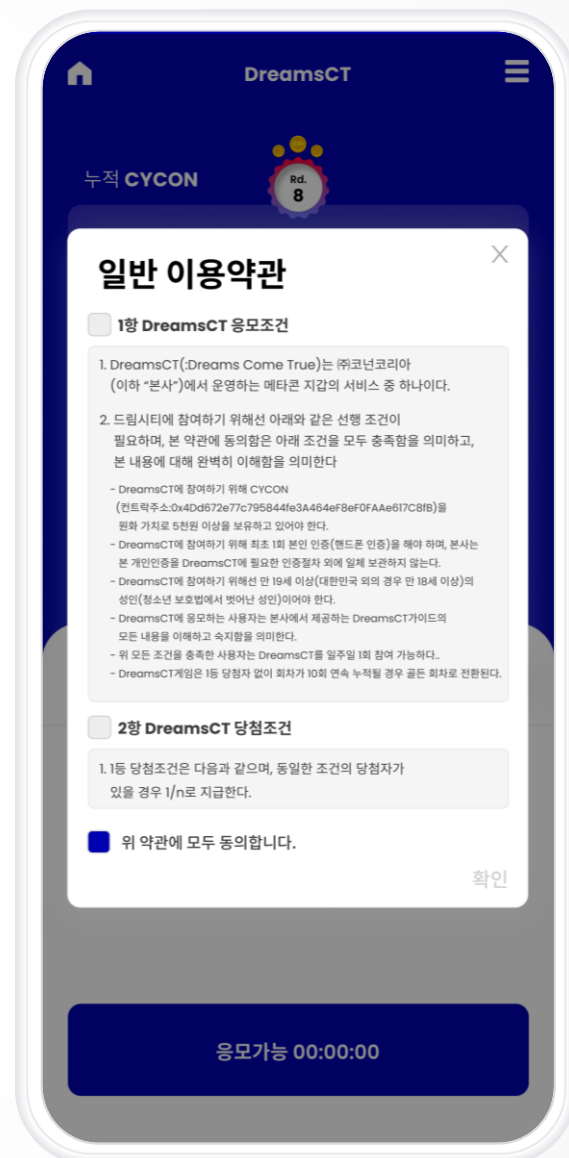 DreamsCT
누적 CYCON
Rd.
8
일반 이용약관
X
1항 DreamsCT 응모조건
1. DreamsCT(:Dreams Come True)는 ㈜코넌코리아
(이하 “본사”)에서 운영하는 메타콘 지갑의 서비스 중 하나이다.
2. 드림시티에 참여하기 위해선 아래와 같은 선행 조건이
필요하며, 본 약관에 동의함은 아래 조건을 모두 충족함을 의미하고,
본 내용에 대해 완벽히 이해함을 의미한다
- DreamsCT에 참여하기 위해 CYCON
(컨트락주소:0x4Dd672e77c795844fe3A464eF8eF0FAAe617C8fB)을
원화 가치로 5천원 이상을 보유하고 있어야 한다.
- DreamsCT에 참여하기 위해 최초 1회 본인 인증(핸드폰 인증)을 해야 하며, 본사는
본 개인인증을 DreamsCT에 필요한 인증절차 외에 일체 보관하지 않는다.
- DreamsCT에 참여하기 위해선 만 19세 이상(대한민국 외의 경우 만 18세 이상)의
성인(청소년 보호법에서 벗어난 성인)이어야 한다.
- DreamsCT에 응모하는 사용자는 본사에서 제공하는 DreamsCT가이드의
모든 내용을 이해하고 숙지함을 의미한다.
- 위 모든 조건을 충족한 사용자는 DreamsCT를 일주일 1회 참여 가능하다..
- DreamsCT게임은 1등 당첨자 없이 회차가 10회 연속 누적될 경우 골든 회차로 전환된다.
2항 DreamsCT 당첨조건
1. 1등 당첨조건은 다음과 같으며, 동일한 조건의 당첨자가
있을 경우 1/n로 지급한다.
위 약관에 모두 동의합니다.
확인
응모가능 00:00:00